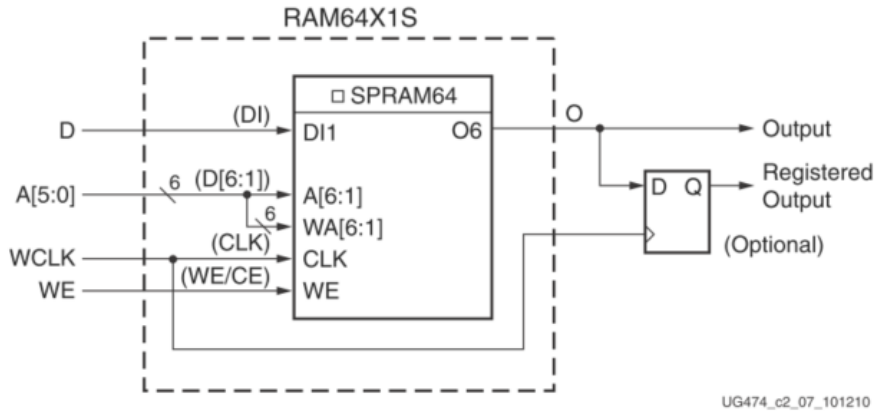 RAM64X1S
□ SPRAM64
D
(DI)
DI1
O6
O
Output
A[5:0]
6
(D[6:1])
A[6:1]
6
WA[6:1]
D Q
Registered
Output
WCLK
(CLK)
CLK
(Optional)
WE
(WE/CE)
WE
UG474_c2_07_101210